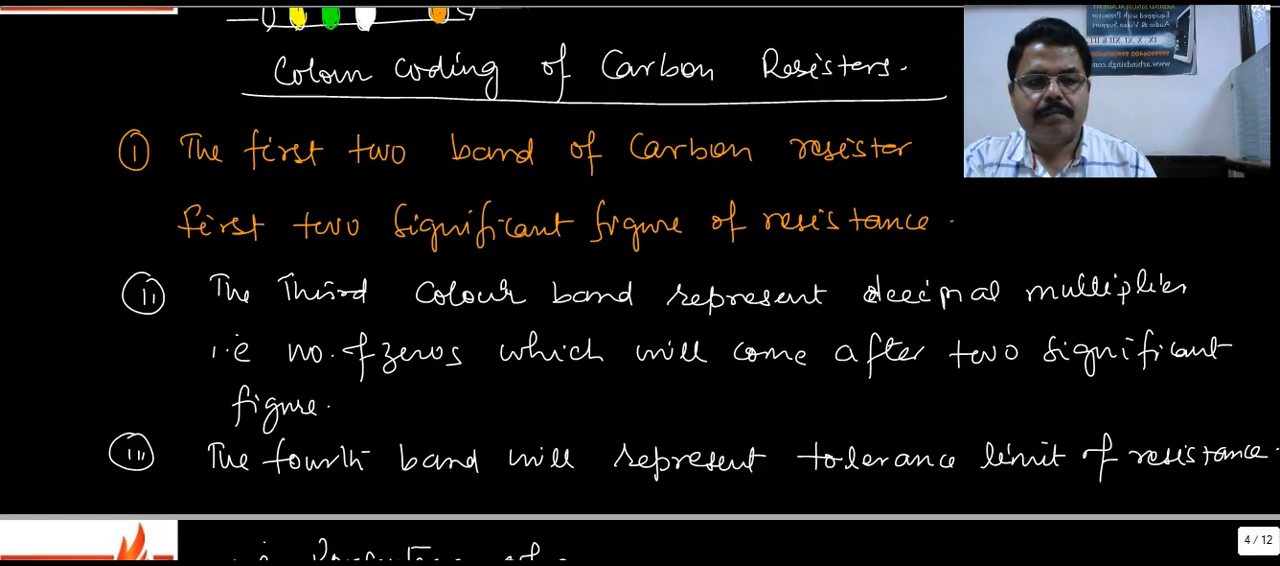 Colour Coding of Carbon Resisters.
(i) The first two band of Carbon resister
first two significant figure of resistance.
(ii) The Third Colour band represent decimal multiplier
i.e no. of zeros which will come after two significant
figure.
(iii) The fourth band will represent tolerance limit of resistance.
4 / 12